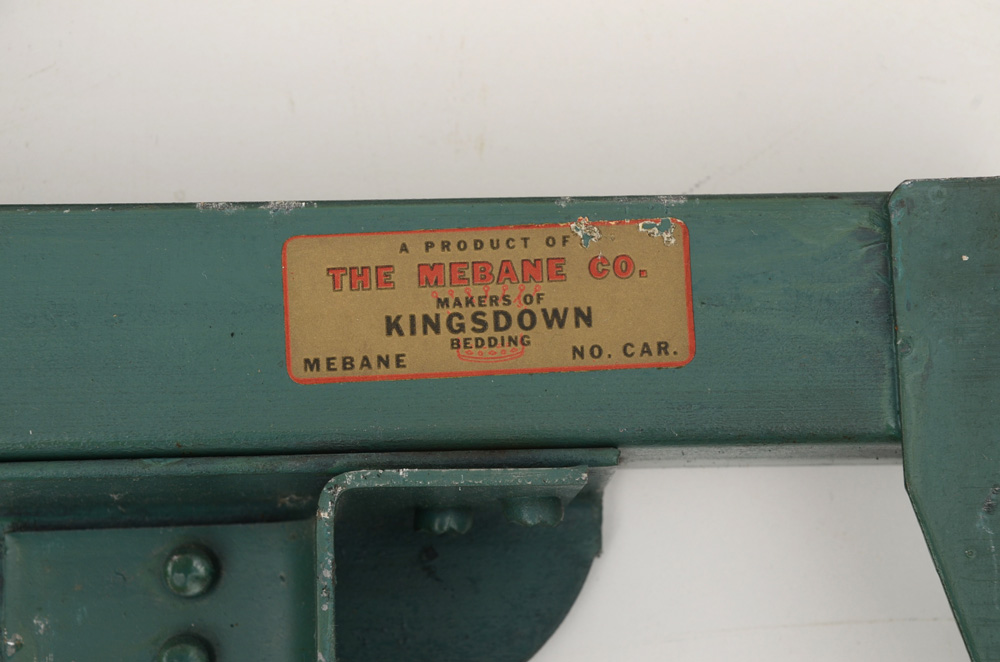 A PRODUCT OF
THE MEBANE CO.
MAKERS OF
KINGSDOWN
BEDDING
MEBANE NO. CAR.